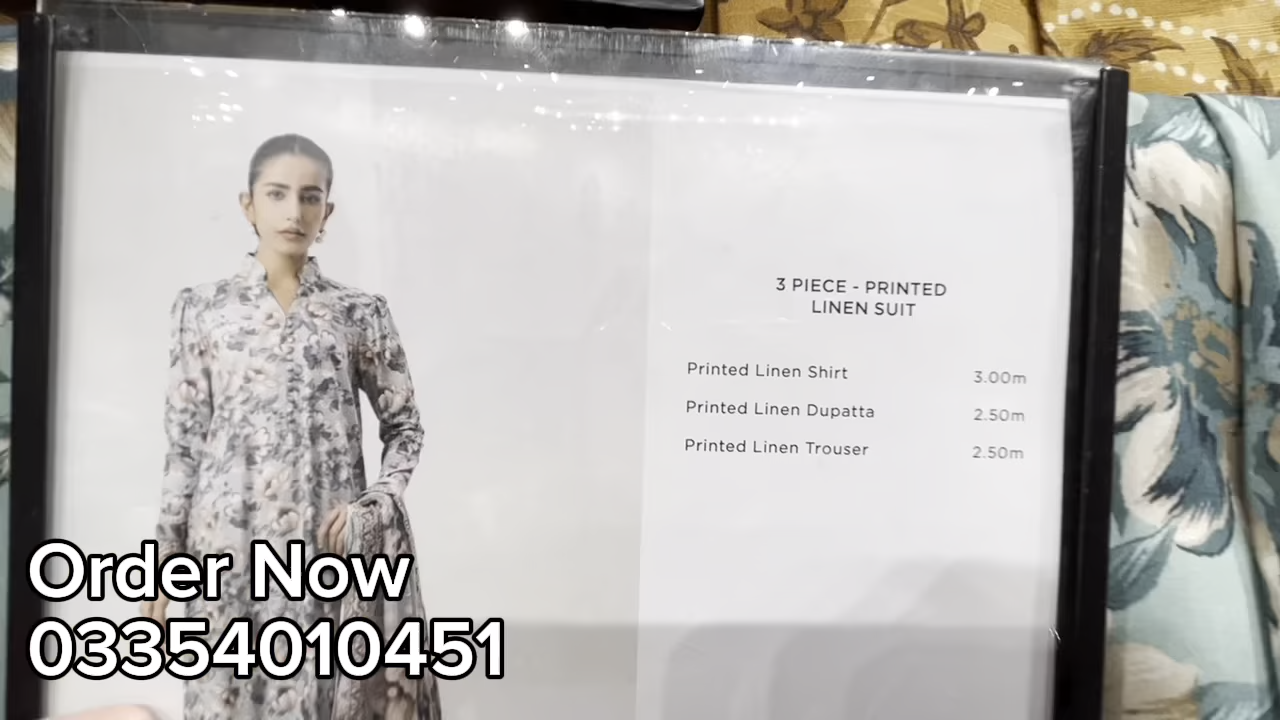 3 PIECE - PRINTED
LINEN SUIT
Printed Linen Shirt 3.00m
Printed Linen Dupatta 2.50m
Printed Linen Trouser 2.50m
Order Now
03354010451